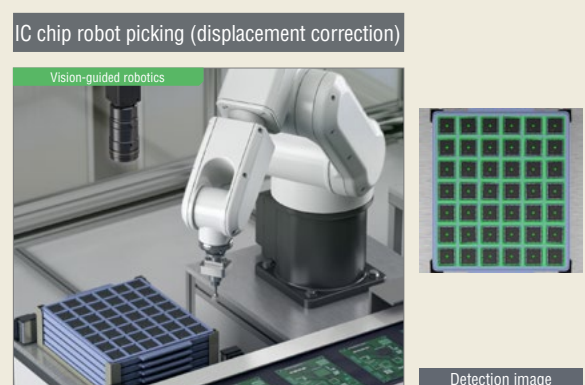 IC chip robot picking (displacement correction)
Vision-guided robotics
Detection image